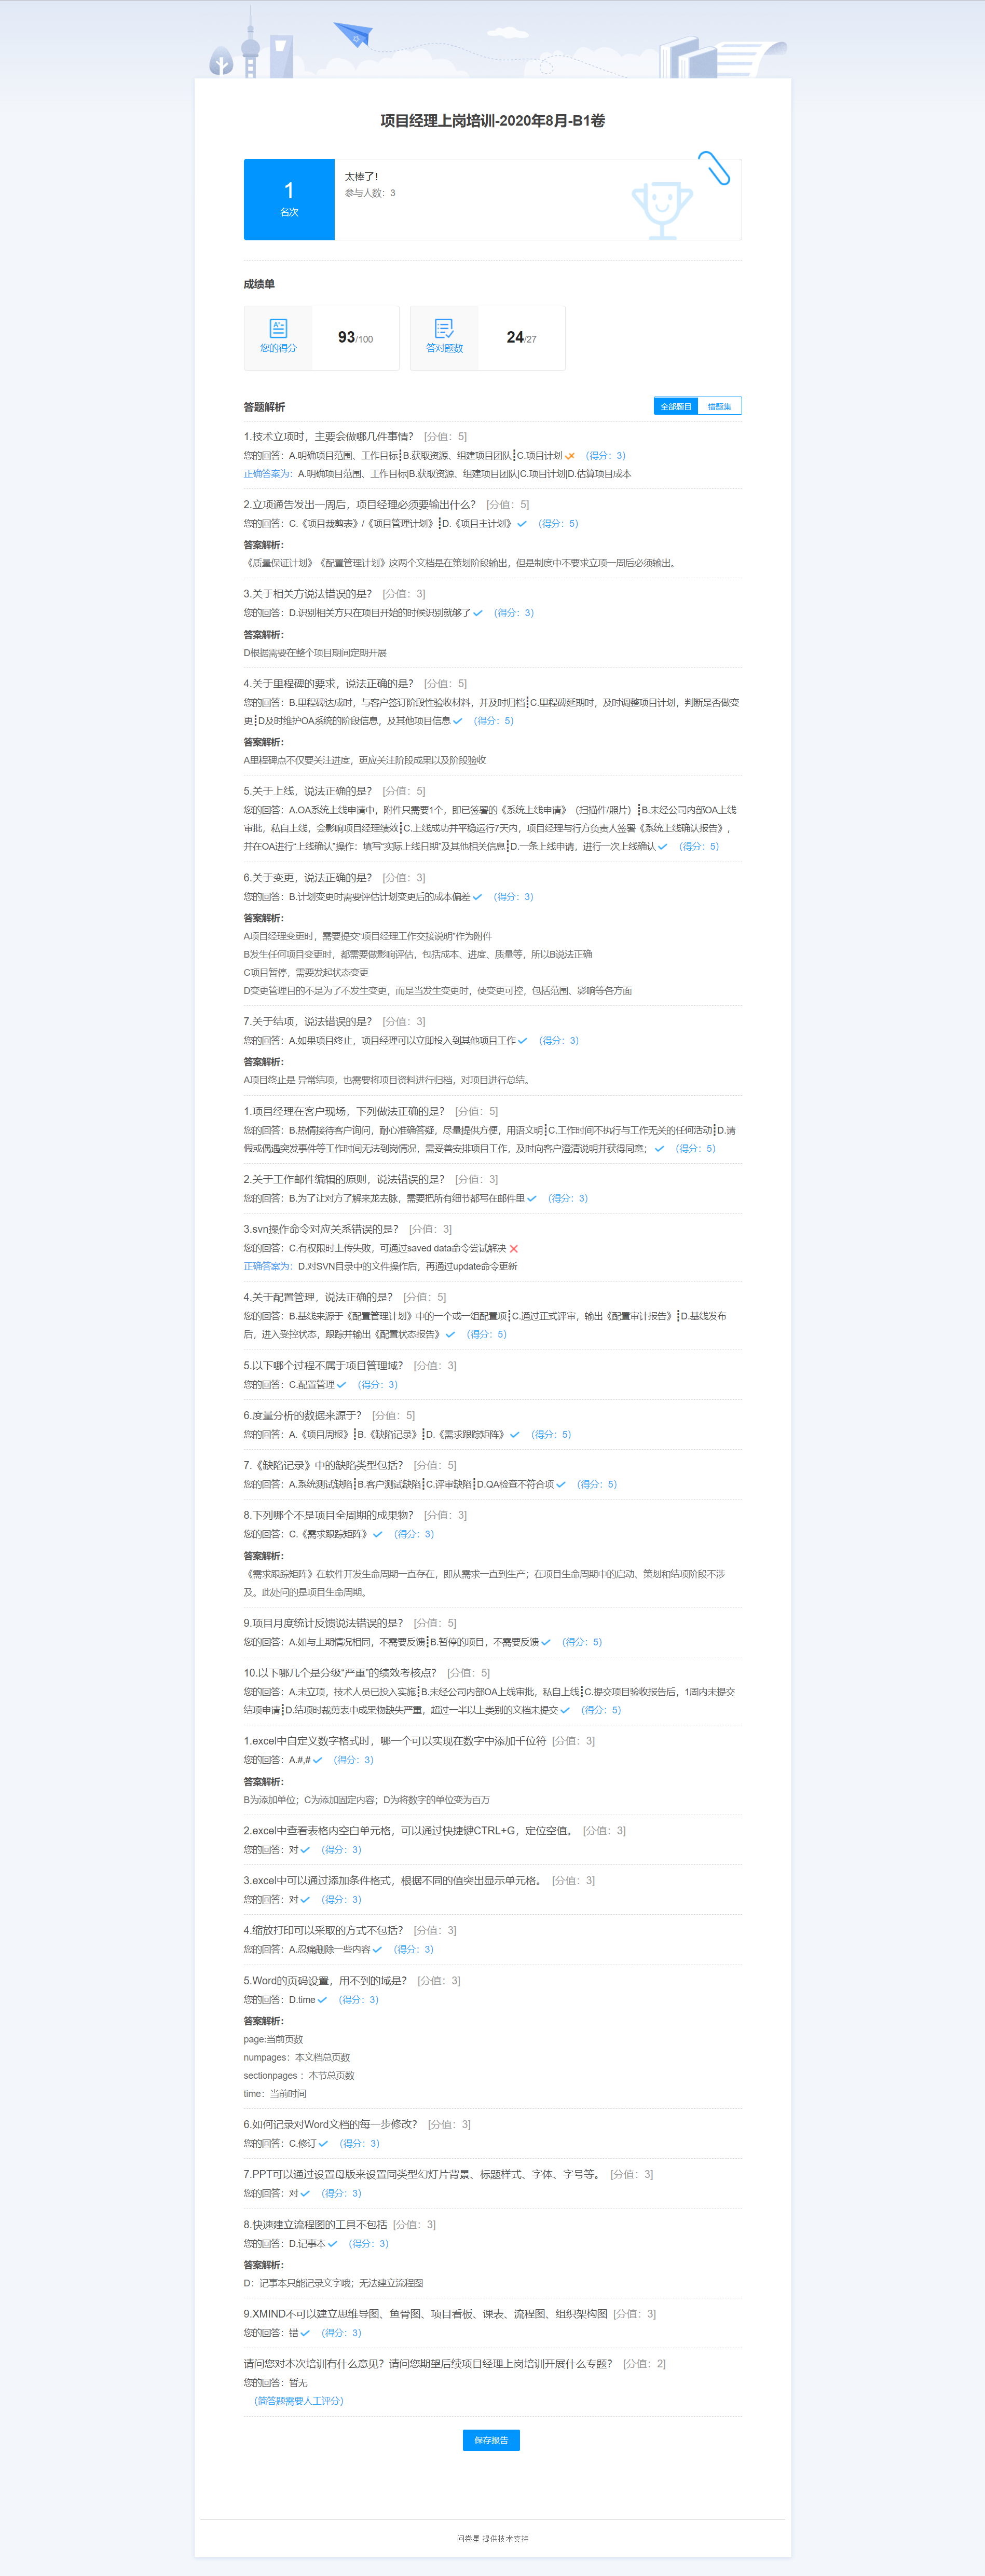 项目经理上岗培训-2020年8月-B1卷
1
名次
太棒了!
参与人数：3
成绩单
您的得分
93/100
答对题数
24/27
答题解析
全部题目
错题集
1.技术立项时，主要会做哪几件事情？ [分值：5]
您的回答：A.明确项目范围、工作目标┋B.获取资源、组建项目团队┋C.项目计划 （得分：3）
正确答案为：A.明确项目范围、工作目标|B.获取资源、组建项目团队|C.项目计划|D.估算项目成本
2.立项通告发出一周后，项目经理必须要输出什么？ [分值：5]
您的回答：C.《项目裁剪表》/《项目管理计划》┋D.《项目主计划》 （得分：5）
答案解析：
《质量保证计划》《配置管理计划》这两个文档是在策划阶段输出，但是制度中不要求立项一周后必须输出。
3.关于相关方说法错误的是？ [分值：3]
您的回答：D.识别相关方只在项目开始的时候识别就够了 （得分：3）
答案解析：
D根据需要在整个项目期间定期开展
4.关于里程碑的要求，说法正确的是？ [分值：5]
您的回答：B.里程碑达成时，与客户签订阶段性验收材料，并及时归档┋C.里程碑延期时，及时调整项目计划，判断是否做变
更┋D及时维护OA系统的阶段信息，及其他项目信息 （得分：5）
答案解析：
A里程碑点不仅要关注进度，更应关注阶段成果以及阶段验收
5.关于上线，说法正确的是？ [分值：5]
您的回答：A.OA系统上线申请中，附件只需要1个，即已签署的《系统上线申请》（扫描件/照片）┋B.未经公司内部OA上线
审批，私自上线，会影响项目经理绩效┋C.上线成功并平稳运行7天内，项目经理与行方负责人签署《系统上线确认报告》，
并在OA进行“上线确认”操作：填写“实际上线日期”及其他相关信息┋D.一条上线申请，进行一次上线确认 （得分：5）
6.关于变更，说法正确的是？ [分值：3]
您的回答：B.计划变更时需要评估计划变更后的成本偏差 （得分：3）
答案解析：
A项目经理变更时，需要提交“项目经理工作交接说明”作为附件
B发生任何项目变更时，都需要做影响评估，包括成本、进度、质量等，所以B说法正确
C项目暂停，需要发起状态变更
D变更管理目的不是为了不发生变更，而是当发生变更时，使变更可控，包括范围、影响等各方面
7.关于结项，说法错误的是？ [分值：3]
您的回答：A.如果项目终止，项目经理可以立即投入到其他项目工作 （得分：3）
答案解析：
A项目终止是 异常结项，也需要将项目资料进行归档，对项目进行总结。
1.项目经理在客户现场，下列做法正确的是？ [分值：5]
您的回答：B.热情接待客户询问，耐心准确答疑，尽量提供方便，用语文明┋C.工作时间不执行与工作无关的任何活动┋D.请
假或偶遇突发事件等工作时间无法到岗情况，需妥善安排项目工作，及时向客户澄清说明并获得同意； （得分：5）
2.关于工作邮件编辑的原则，说法错误的是？ [分值：3]
您的回答：B.为了让对方了解来龙去脉，需要把所有细节都写在邮件里 （得分：3）
3.svn操作命令对应关系错误的是？ [分值：3]
您的回答：C.有权限时上传失败，可通过saved data命令尝试解决
正确答案为：D.对SVN目录中的文件操作后，再通过update命令更新
4.关于配置管理，说法正确的是？ [分值：5]
您的回答：B.基线来源于《配置管理计划》中的一个或一组配置项┋C.通过正式评审，输出《配置审计报告》┋D.基线发布
后，进入受控状态，跟踪并输出《配置状态报告》 （得分：5）
5.以下哪个过程不属于项目管理域？ [分值：3]
您的回答：C.配置管理 （得分：3）
6.度量分析的数据来源于？ [分值：5]
您的回答：A.《项目周报》┋B.《缺陷记录》┋D.《需求跟踪矩阵》 （得分：5）
7.《缺陷记录》中的缺陷类型包括？ [分值：5]
您的回答：A.系统测试缺陷┋B.客户测试缺陷┋C.评审缺陷┋D.QA检查不符合项 （得分：5）
8.下列哪个不是项目全周期的成果物？ [分值：3]
您的回答：C.《需求跟踪矩阵》 （得分：3）
答案解析：
《需求跟踪矩阵》在软件开发生命周期一直存在，即从需求一直到生产；在项目生命周期中的启动、策划和结项阶段不涉
及。此处问的是项目生命周期。
9.项目月度统计反馈说法错误的是？ [分值：5]
您的回答：A.如与上期情况相同，不需要反馈┋B.暂停的项目，不需要反馈 （得分：5）
10.以下哪几个是分级“严重”的绩效考核点？ [分值：5]
您的回答：A.未立项，技术人员已投入实施┋B.未经公司内部OA上线审批，私自上线┋C.提交项目验收报告后，1周内未提交
结项申请┋D.结项时裁剪表中成果物缺失严重，超过一半以上类别的文档未提交 （得分：5）
1.excel中自定义数字格式时，哪一个可以实现在数字中添加千位符 [分值：3]
您的回答：A.#,# （得分：3）
答案解析：
B为添加单位；C为添加固定内容；D为将数字的单位变为百万
2.excel中查看表格内空白单元格，可以通过快捷键CTRL+G，定位空值。 [分值：3]
您的回答：对 （得分：3）
3.excel中可以通过添加条件格式，根据不同的值突出显示单元格。 [分值：3]
您的回答：对 （得分：3）
4.缩放打印可以采取的方式不包括？ [分值：3]
您的回答：A.忍痛删除一些内容 （得分：3）
5.Word的页码设置，用不到的域是？ [分值：3]
您的回答：D.time （得分：3）
答案解析：
page:当前页数
numpages：本文档总页数
sectionpages ：本节总页数
time：当前时间
6.如何记录对Word文档的每一步修改？ [分值：3]
您的回答：C.修订 （得分：3）
7.PPT可以通过设置母版来设置同类型幻灯片背景、标题样式、字体、字号等。 [分值：3]
您的回答：对 （得分：3）
8.快速建立流程图的工具不包括 [分值：3]
您的回答：D.记事本 （得分：3）
答案解析：
D：记事本只能记录文字哦；无法建立流程图
9.XMIND不可以建立思维导图、鱼骨图、项目看板、课表、流程图、组织架构图 [分值：3]
您的回答：错 （得分：3）
请问您对本次培训有什么意见？请问您期望后续项目经理上岗培训开展什么专题？ [分值：2]
您的回答：暂无
（简答题需要人工评分）
保存报告
问卷星 提供技术支持